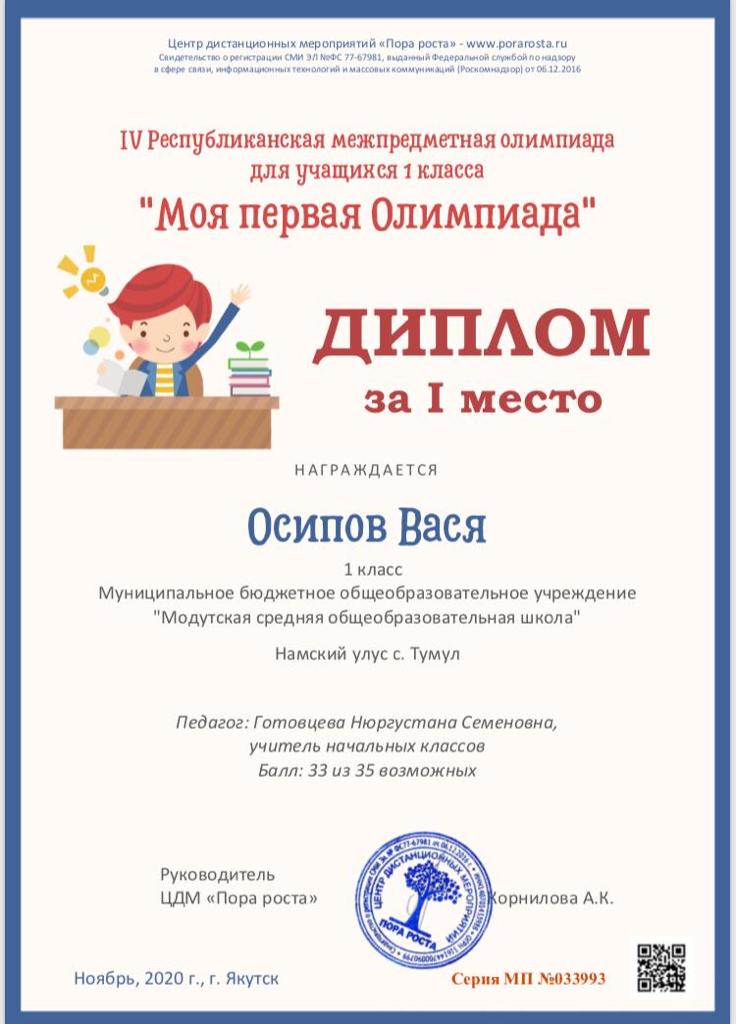 Центр дистанционных мероприятий «Пора роста» - www.porarosta.ru
Свидетельство о регистрации СМИ ЭЛ №ФС 77-67981, выданный Федеральной службой по надзору
в сфере связи, информационных технологий и массовых коммуникаций (Роскомнадзор) от 06.12.2016
IV Республиканская межпредметная олимпиада
для учащихся 1 класса
"Моя первая Олимпиада"
ДИПЛОМ
за I место
НАГРАЖДАЕТСЯ
Осипов Вася
1 класс
Муниципальное бюджетное общеобразовательное учреждение
"Модутская средняя общеобразовательная школа"
Намский улус с. Тумул
Педагог: Готовцева Нюргустана Семеновна,
учитель начальных классов
Балл: 33 из 35 возможных
Руководитель
ЦДМ «Пора роста»
Корнилова А.К.
ЦЕНТР ДИСТАНЦИОННЫХ МЕРОПРИЯТИЙ
ПОРА РОСТА
Ноябрь, 2020 г., г. Якутск
Серия МП №033993